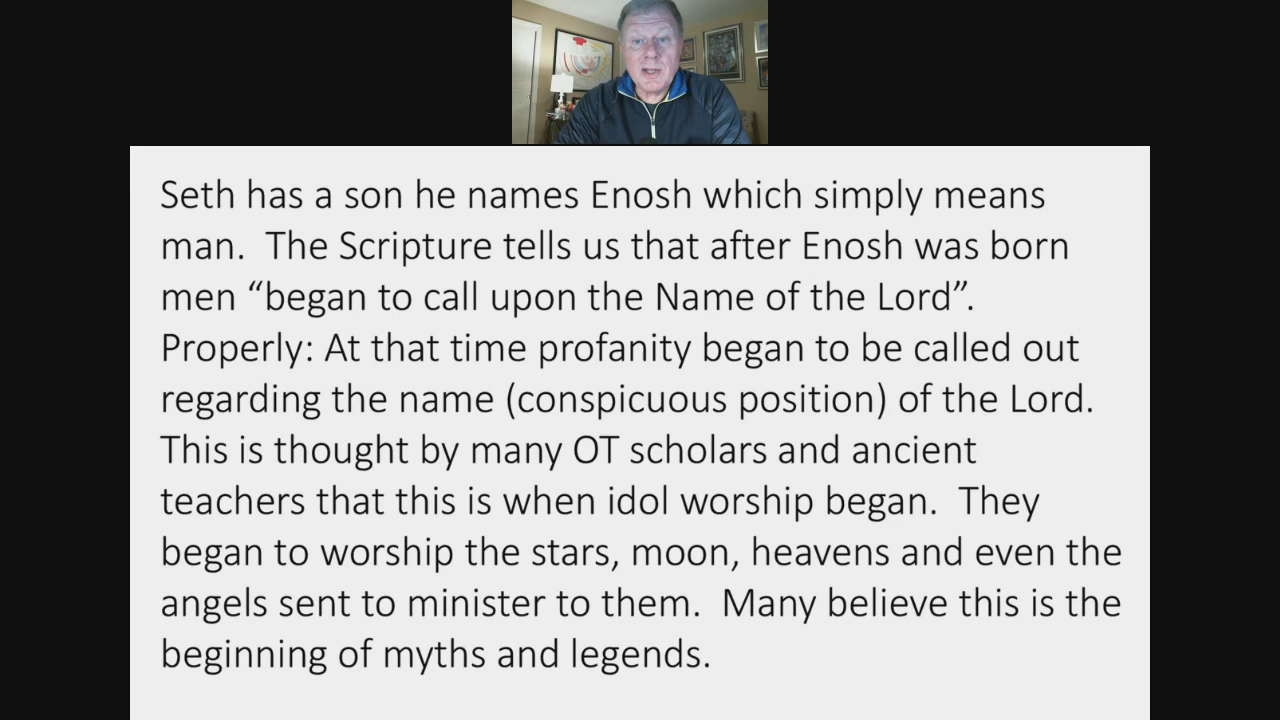 Seth has a son he names Enosh which simply means
man.  The Scripture tells us that after Enosh was born
men “began to call upon the Name of the Lord”.
Properly: At that time profanity began to be called out
regarding the name (conspicuous position) of the Lord.
This is thought by many OT scholars and ancient
teachers that this is when idol worship began.  They
began to worship the stars, moon, heavens and even the
angels sent to minister to them.  Many believe this is the
beginning of myths and legends.